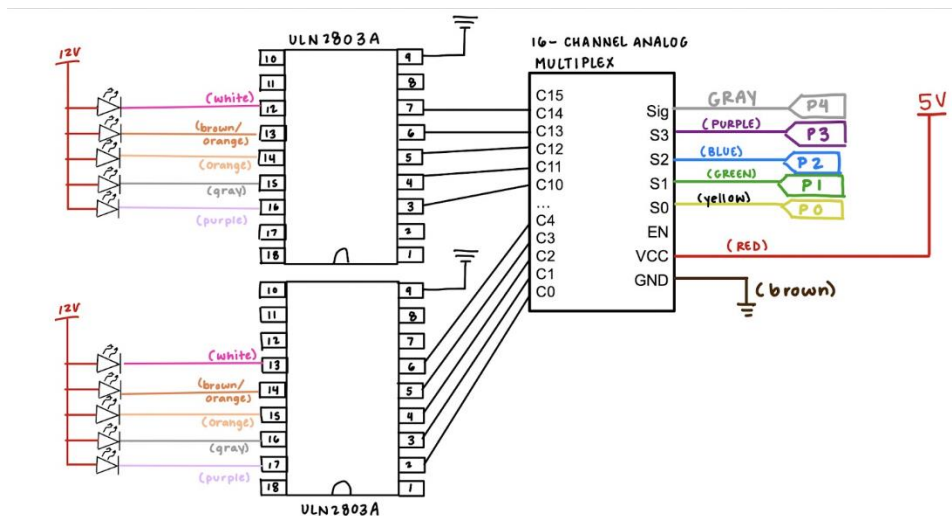 ULN2803A
12V
(white)
(brown/
orange)
(orange)
(gray)
(purple)
10
11
12
13
14
15
16
17
18
9
8
7
6
5
4
3
2
1
16- CHANNEL ANALOG
MULTIPLEX
C15
C14
C13
C12
C11
C10
...
C4
C3
C2
C1
C0
Sig
S3
S2
S1
S0
EN
VCC
GND
GRAY
P4
(PURPLE)
P3
(BLUE)
P2
(GREEN)
P1
(yellow)
P0
(RED)
5V
(brown)
12V
(white)
(brown/
orange)
(orange)
(gray)
(purple)
10
11
12
13
14
15
16
17
18
9
8
7
6
5
4
3
2
1
ULN2803A